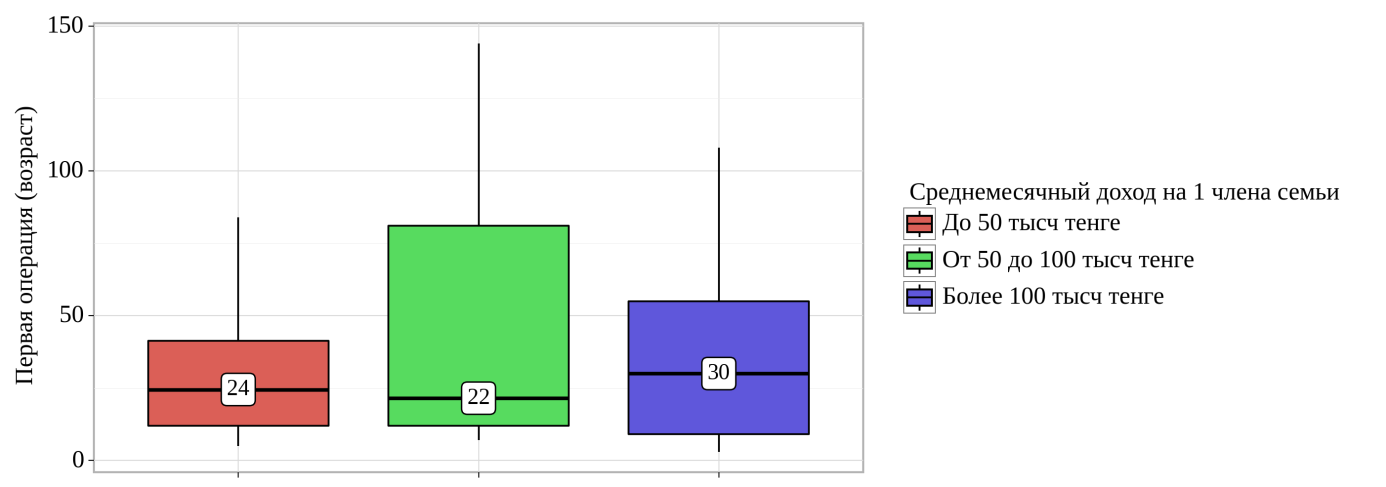 150
100
50
0
Первая операция (возраст)
24
22
30
Среднемесячный доход на 1 члена семьи
До 50 тысч тенге
От 50 до 100 тысч тенге
Более 100 тысч тенге